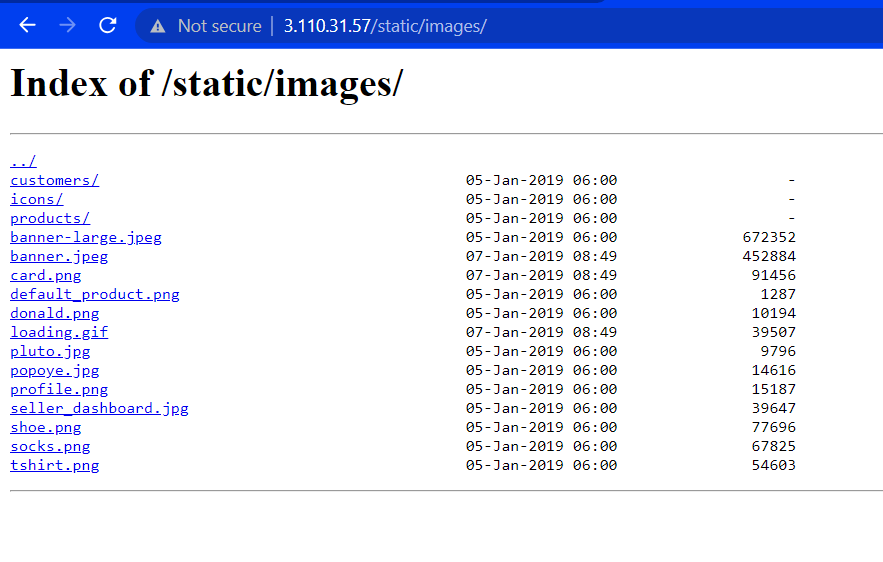 Not secure | 3.110.31.57/static/images/
Index of /static/images/
../
customers/ 05-Jan-2019 06:00 -
icons/ 05-Jan-2019 06:00 -
products/ 05-Jan-2019 06:00 -
banner-large.jpeg 05-Jan-2019 06:00 672352
banner.jpeg 07-Jan-2019 08:49 452884
card.png 07-Jan-2019 08:49 91456
default_product.png 05-Jan-2019 06:00 1287
donald.png 05-Jan-2019 06:00 10194
loading.gif 07-Jan-2019 08:49 39507
pluto.jpg 05-Jan-2019 06:00 9796
popoye.jpg 05-Jan-2019 06:00 14616
profile.png 05-Jan-2019 06:00 15187
seller_dashboard.jpg 05-Jan-2019 06:00 39647
shoe.png 05-Jan-2019 06:00 77696
socks.png 05-Jan-2019 06:00 67825
tshirt.png 05-Jan-2019 06:00 54603